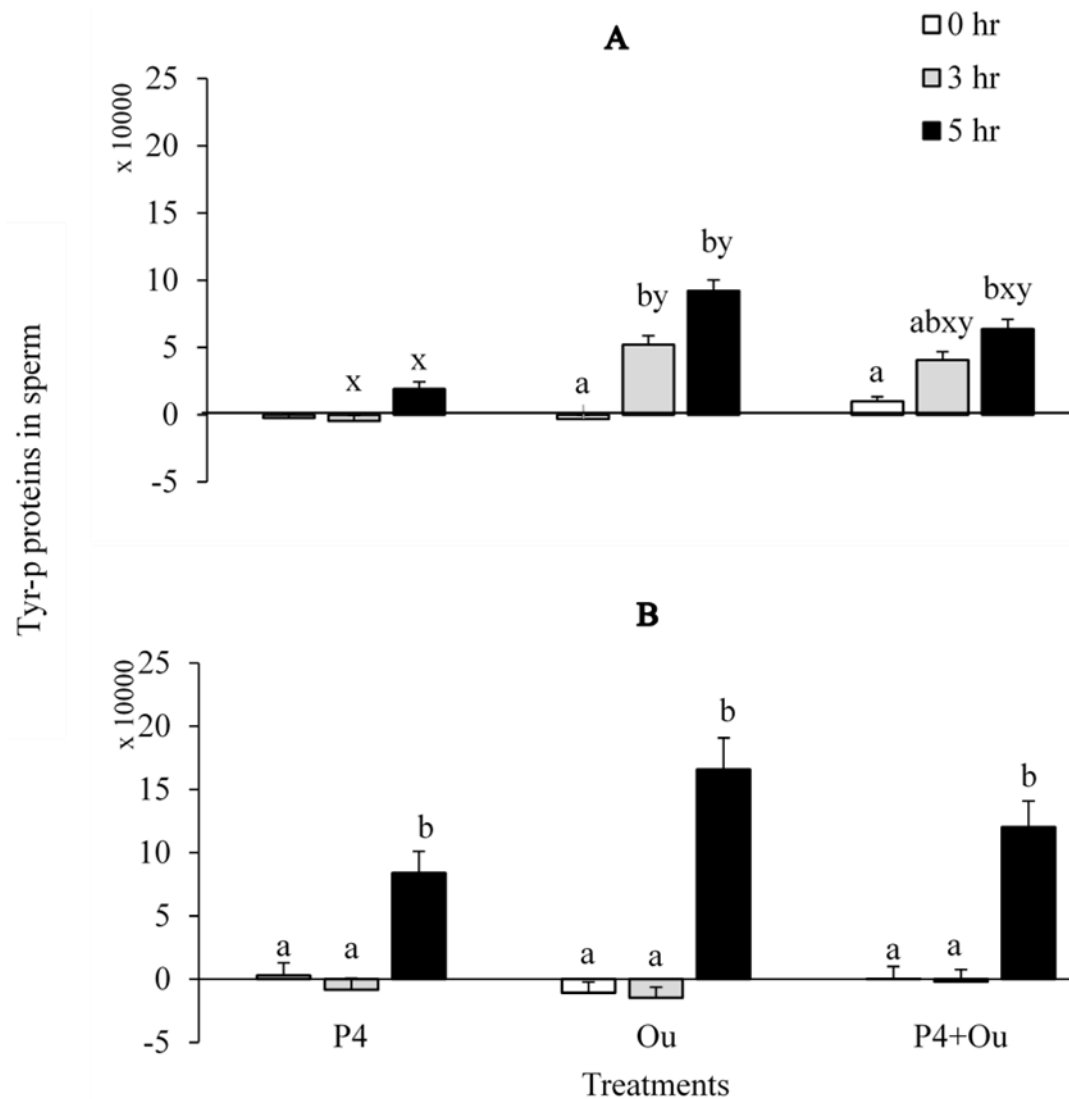 A
0 hr
3 hr
5 hr
x 10000
25
20
15
10
5
0
-5
x
x
a
by
by
a
abxy
bxy
Tyr-p proteins in sperm
B
x 10000
25
20
15
10
5
0
-5
a
a
b
a
a
b
a
a
b
P4
Ou
P4+Ou
Treatments